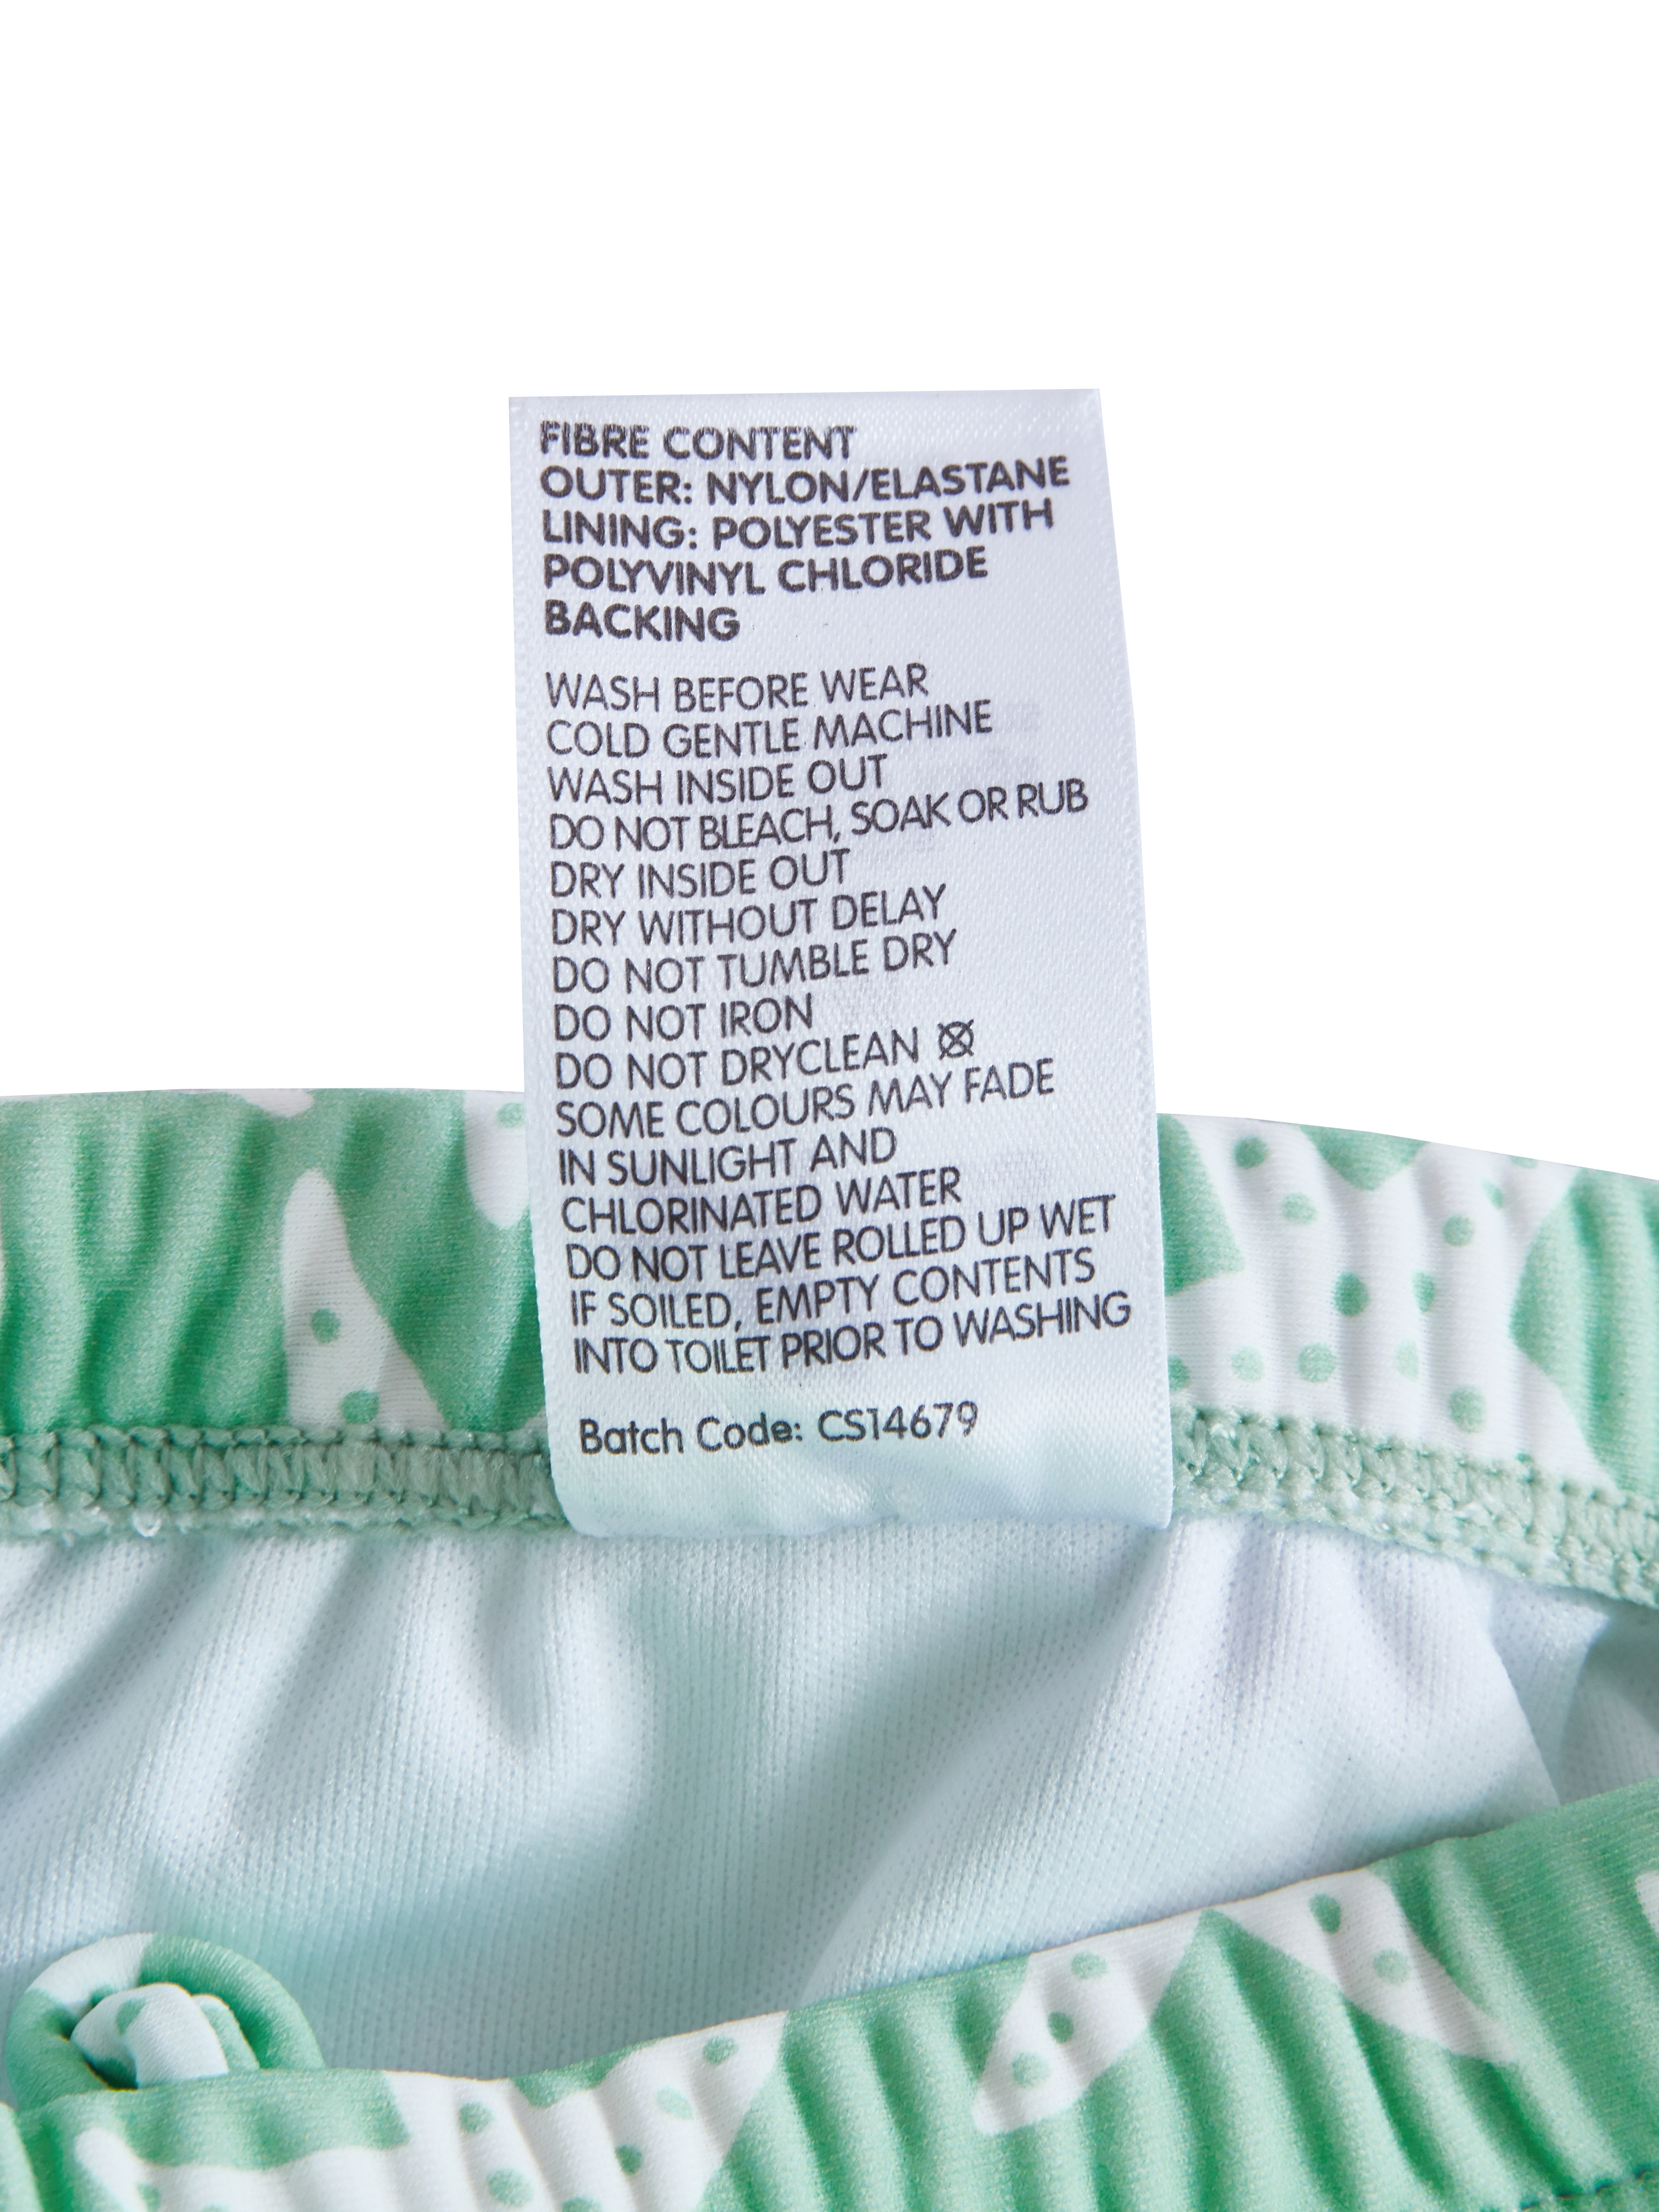 FIBRE CONTENT
OUTER: NYLON/ELASTANE
LINING: POLYESTER WITH
POLYVINYL CHLORIDE
BACKING
WASH BEFORE WEAR
COLD GENTLE MACHINE
WASH INSIDE OUT
DO NOT BLEACH, SOAK OR RUB
DRY INSIDE OUT
DRY WITHOUT DELAY
DO NOT TUMBLE DRY
DO NOT IRON
DO NOT DRYCLEAN
SOME COLOURS MAY FADE
IN SUNLIGHT AND
CHLORINATED WATER
DO NOT LEAVE ROLLED UP WET
IF SOILED, EMPTY CONTENTS
INTO TOILET PRIOR TO WASHING
Batch Code: CS14679